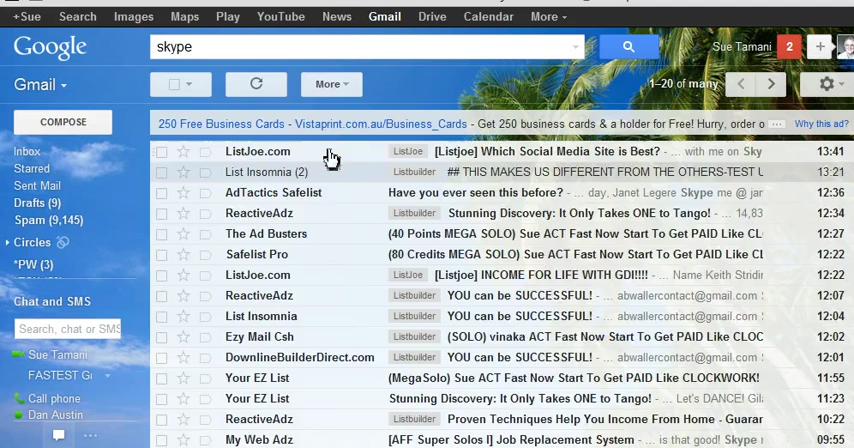 +Sue Search Images Maps Play YouTube News Gmail Drive Calendar More
Google skype Sue Tamani 2 +
Gmail More 1–20 of many
COMPOSE
250 Free Business Cards - Vistaprint.com.au/Business_Cards - Get 250 business cards & a holder for Free! Hurry, order o ... Why this ad?
Inbox
Starred
Sent Mail
Drafts (9)
Spam (9,145)
Circles
*PW (3)
Chat and SMS
Search, chat or SMS
Sue Tamani
FASTEST
Call phone
Dan Austin
ListJoe.com ListJoe [Listjoe] Which Social Media Site is Best? - ... with me on Sky 13:41
List Insomnia (2) Listbuilder ## THIS MAKES US DIFFERENT FROM THE OTHERS-TEST U 13:21
AdTactics Safelist Have you ever seen this before? - ... day, Janet Legere Skype me @ jar 12:36
ReactiveAdz Listbuilder Stunning Discovery: It Only Takes ONE to Tango! - ... 14,83 12:34
The Ad Busters (40 Points MEGA SOLO) Sue ACT Fast Now Start To Get PAID Like CL 12:27
Safelist Pro (80 Credits MEGA SOLO) Sue ACT Fast Now Start To Get PAID Like CL 12:22
ListJoe.com ListJoe [Listjoe] INCOME FOR LIFE WITH GDI!!!! - ... Name Keith Stridir 12:22
ReactiveAdz Listbuilder YOU can be SUCCESSFUL! - ... abwallercontact@gmail.com 12:07
List Insomnia Listbuilder YOU can be SUCCESSFUL! - ... abwallercontact@gmail.com 12:04
Ezy Mail Csh Listbuilder (SOLO) vinaka ACT Fast Now Start To Get PAID Like CLOC 12:02
DownlineBuilderDirect.com Listbuilder YOU can be SUCCESSFUL! - ... abwallercontact@gmail.com 12:01
Your EZ List (MegaSolo) Sue ACT Fast Now Start To Get PAID Like CLOCKWORK! 11:55
Your EZ List Stunning Discovery: It Only Takes ONE to Tango! - ... Let's DANCE! Gila 11:23
ReactiveAdz Listbuilder Proven Techniques Help You Income From Home - Guarar 10:22
My Web Adz [AFF Super Solos I] Job Replacement System - ... is that good! Skype 09:55